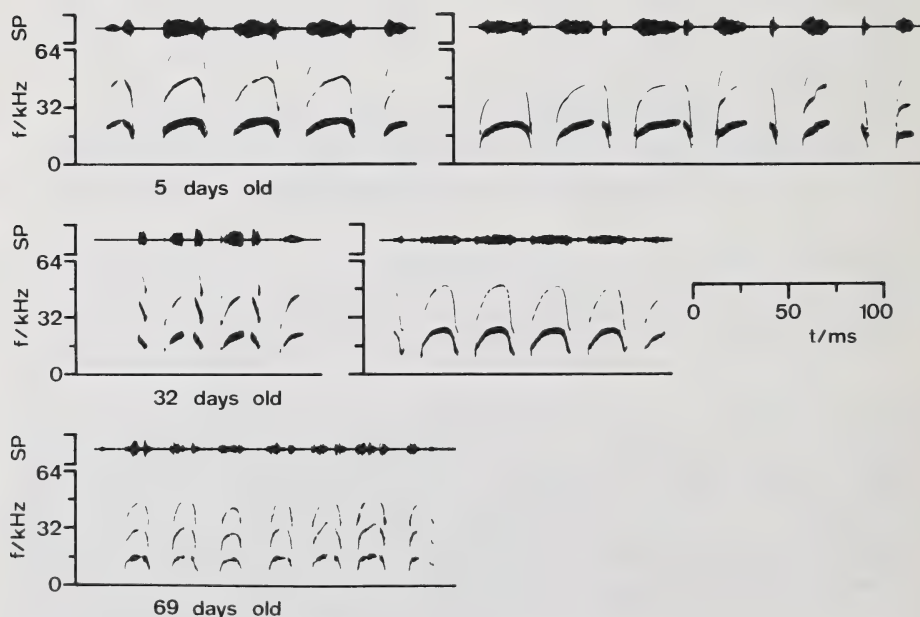 SP
64
f/kHz
32
0
5 days old
SP
64
f/kHz
32
0
32 days old
0 50 100
t/ms
SP
64
f/kHz
32
0
69 days old